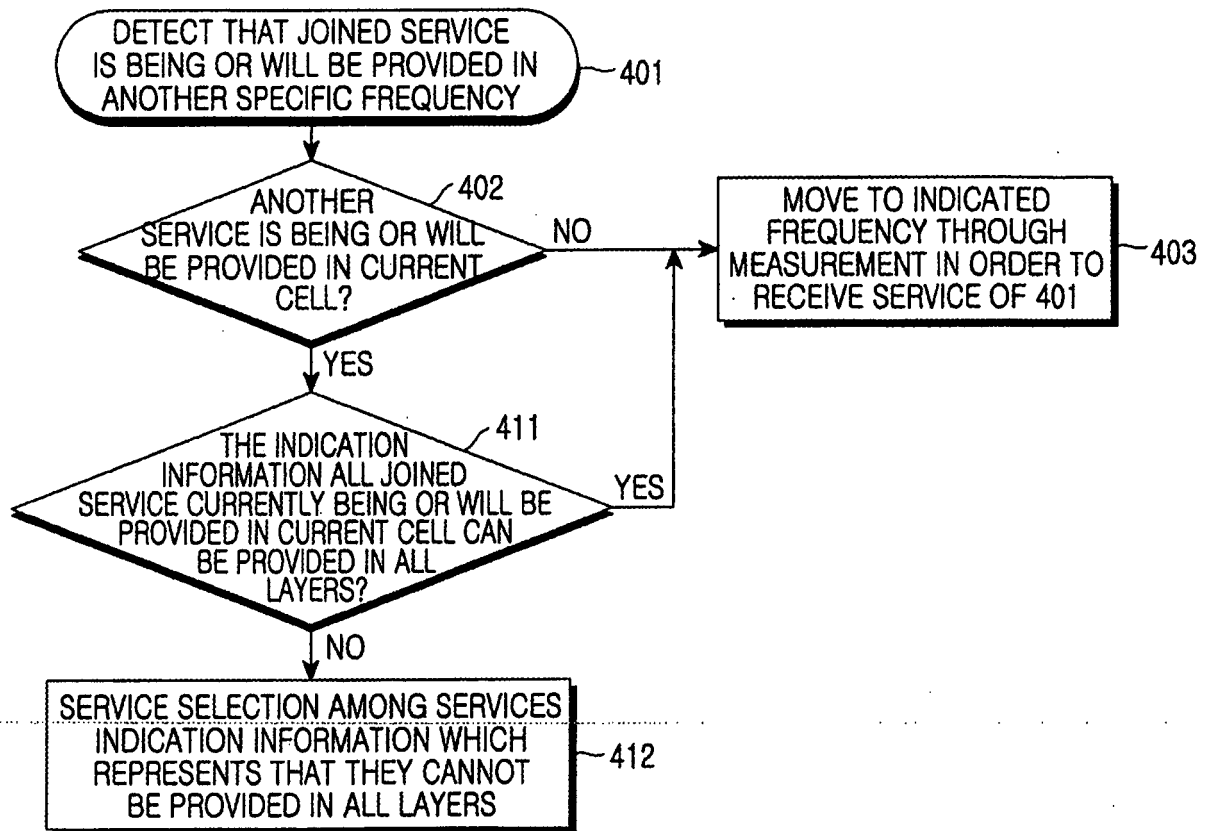 DETECT THAT JOINED SERVICE
IS BEING OR WILL BE PROVIDED IN
ANOTHER SPECIFIC FREQUENCY
401
ANOTHER
SERVICE IS BEING OR WILL
BE PROVIDED IN CURRENT
CELL?
402
NO
MOVE TO INDICATED
FREQUENCY THROUGH
MEASUREMENT IN ORDER TO
RECEIVE SERVICE OF 401
403
YES
THE INDICATION
INFORMATION ALL JOINED
SERVICE CURRENTLY BEING OR WILL BE
PROVIDED IN CURRENT CELL CAN
BE PROVIDED IN ALL
LAYERS?
411
YES
NO
SERVICE SELECTION AMONG SERVICES
INDICATION INFORMATION WHICH
REPRESENTS THAT THEY CANNOT
BE PROVIDED IN ALL LAYERS
412